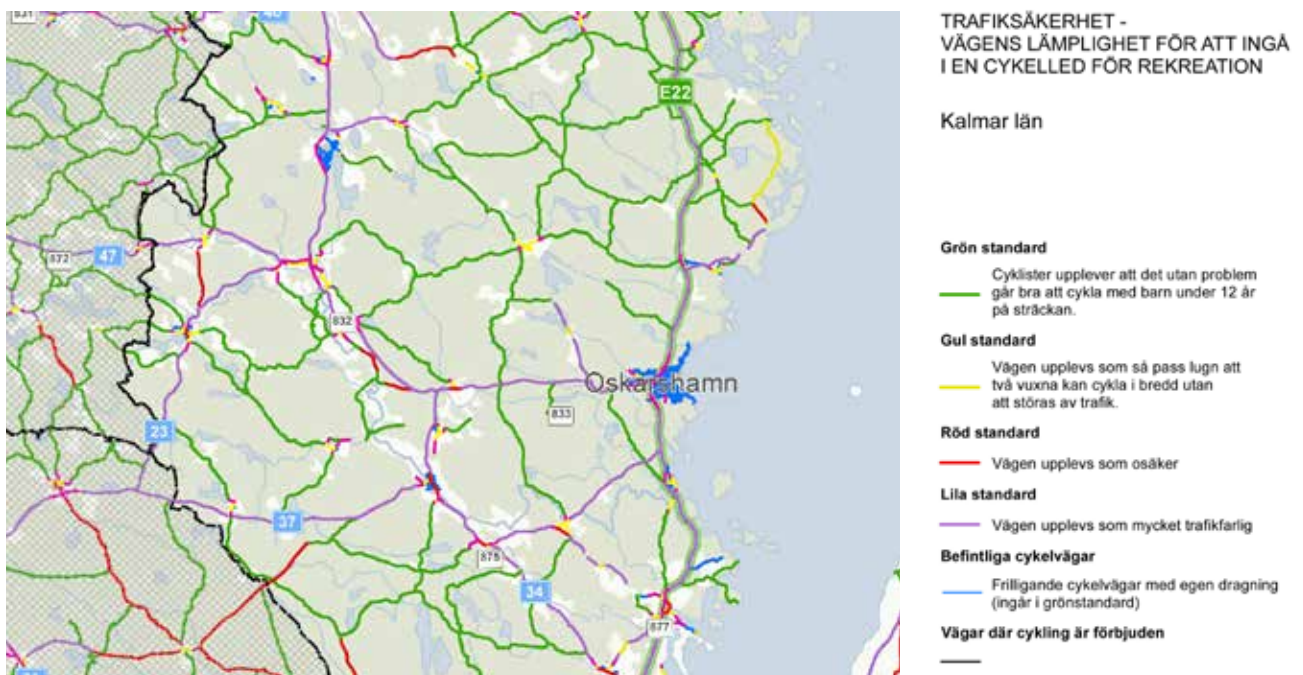 40
E22
872
47
832
Oskarshamn
833
23
37
875
34
877
TRAFIKSÄKERHET -
VÄGENS LÄMPLIGHET FÖR ATT INGÅ
I EN CYKELLED FÖR REKREATION
Kalmar län
Grön standard
Cyklister upplever att det utan problem
går bra att cykla med barn under 12 år
på sträckan.
Gul standard
Vägen upplevs som så pass lugn att
två vuxna kan cykla i bredd utan
att störas av trafik.
Röd standard
Vägen upplevs som osäker
Lila standard
Vägen upplevs som mycket trafikfarlig
Befintliga cykelvägar
Friliggande cykelvägar med egen dragning
(ingår i grönstandard)
Vägar där cykling är förbjuden